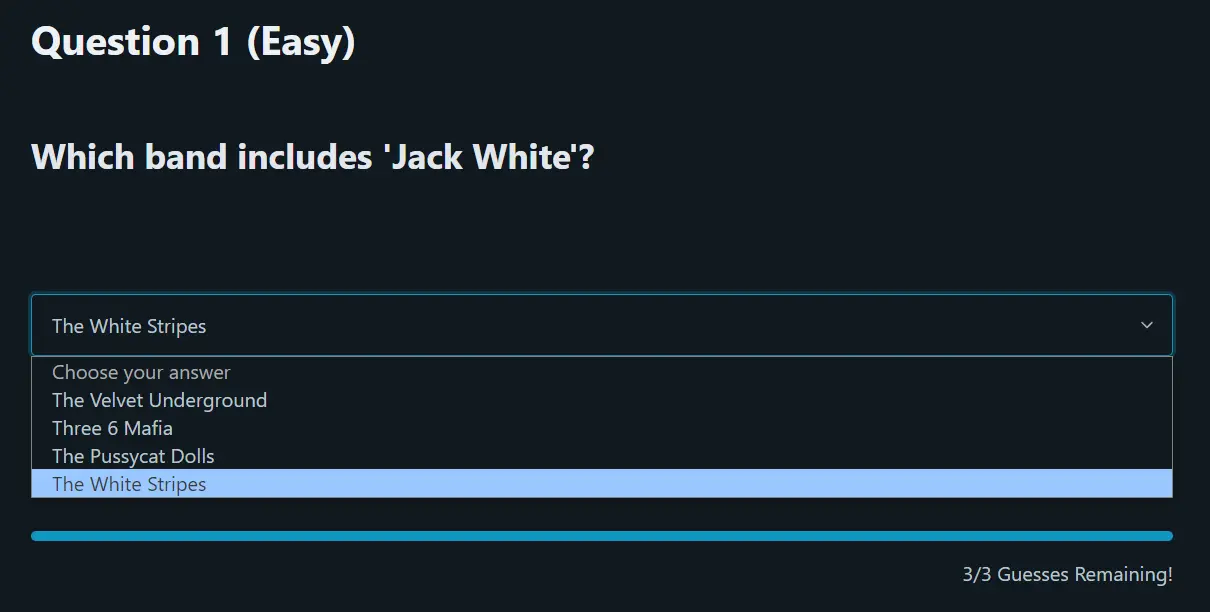 Question 1 (Easy)
Which band includes 'Jack White'?
The White Stripes
Choose your answer
The Velvet Underground
Three 6 Mafia
The Pussycat Dolls
The White Stripes
3/3 Guesses Remaining!